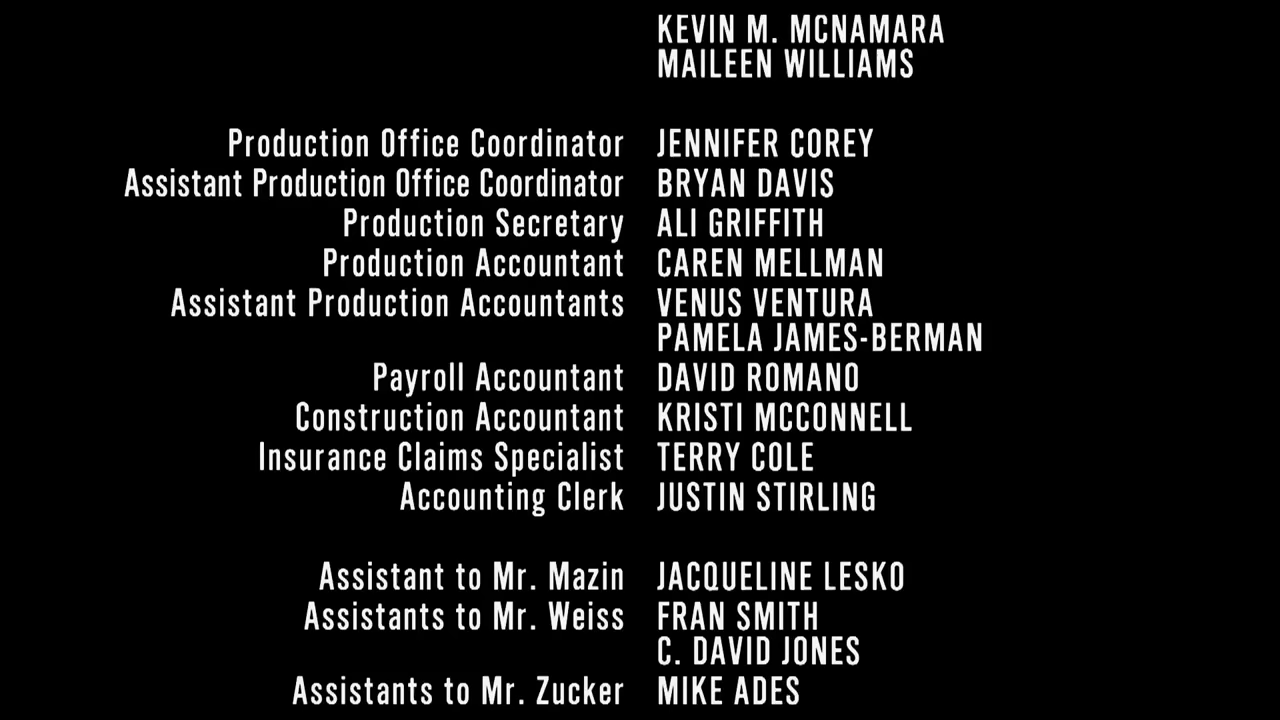 KEVIN M. MCNAMARA
MAILEEN WILLIAMS
Production Office Coordinator JENNIFER COREY
Assistant Production Office Coordinator BRYAN DAVIS
Production Secretary ALI GRIFFITH
Production Accountant CAREN MELLMAN
Assistant Production Accountants VENUS VENTURA
PAMELA JAMES-BERMAN
Payroll Accountant DAVID ROMANO
Construction Accountant KRISTI MCCONNELL
Insurance Claims Specialist TERRY COLE
Accounting Clerk JUSTIN STIRLING
Assistant to Mr. Mazin JACQUELINE LESKO
Assistants to Mr. Weiss FRAN SMITH
C. DAVID JONES
Assistants to Mr. Zucker MIKE ADES